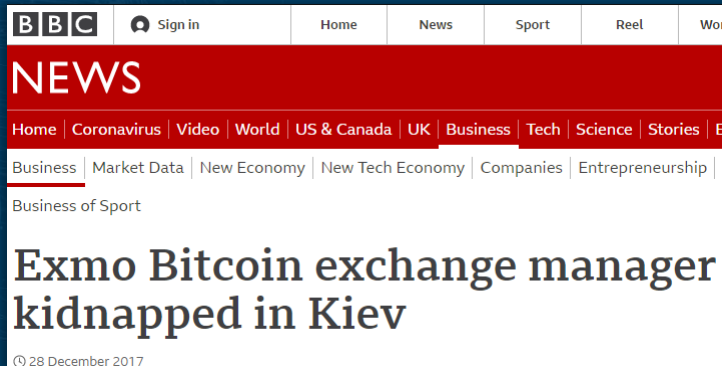 BBC Sign in Home News Sport Reel
NEWS
Home Coronavirus Video World US & Canada UK Business Tech Science Stories
Business Market Data New Economy New Tech Economy Companies Entrepreneurship
Business of Sport
Exmo Bitcoin exchange manager
kidnapped in Kiev
28 December 2017